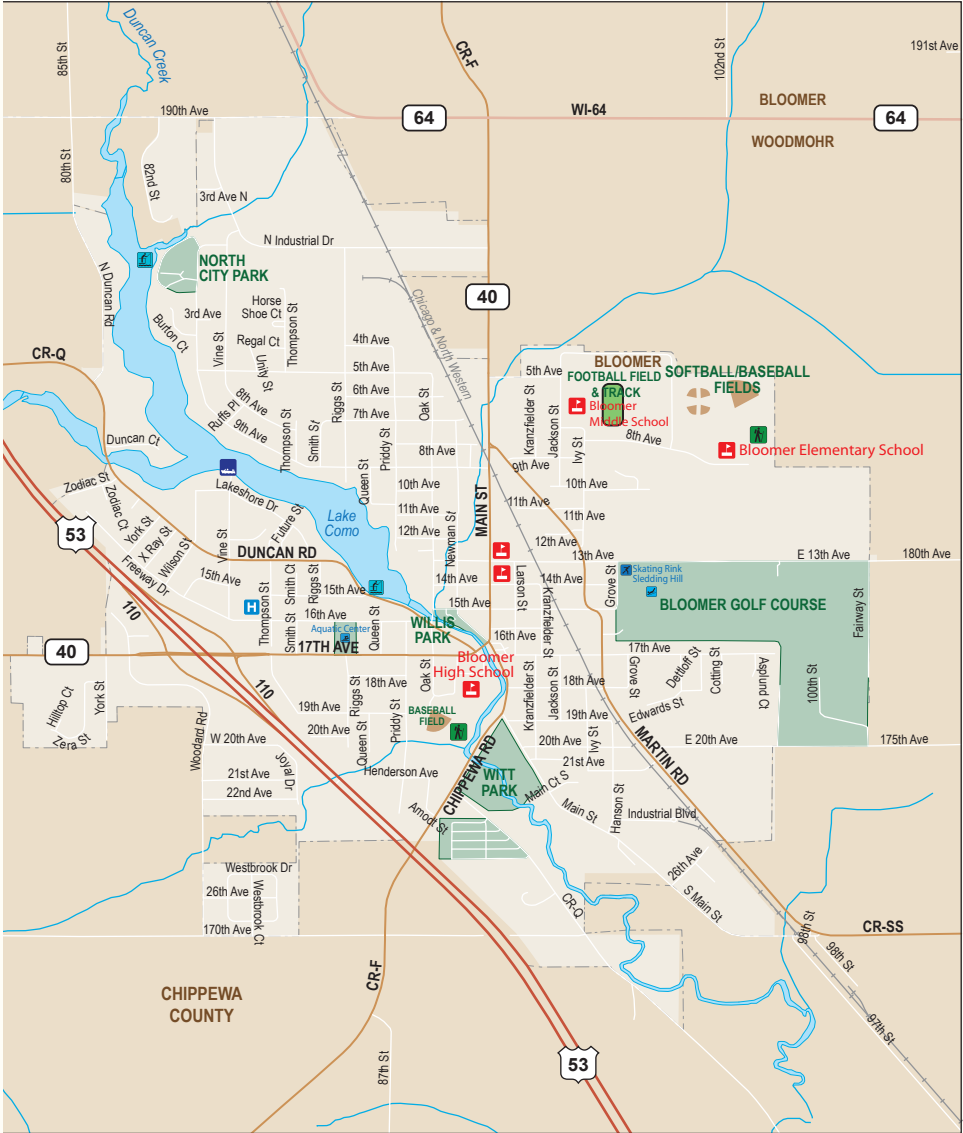 Duncan Creek
85th St
CR-F
102nd St
191st Ave
BLOOMER
190th Ave
64
WI-64
64
WOODMOHR
80th St
82nd St
3rd Ave N
N Industrial Dr
NORTH
CITY PARK
N Duncan Rd
40
Chicago & North Western
Horse
Shoe Ct
3rd Ave
Burton Ct
Vine St
Regal Ct
Thompson St
Unity St
4th Ave
CR-Q
5th Ave
6th Ave
7th Ave
8th Ave
Ruffs Pl
9th Ave
Riggs St
Oak St
Priddy St
Thompson St
Smith St
5th Ave
BLOOMER
FOOTBALL FIELD
& TRACK
SOFTBALL/BASEBALL
FIELDS
Bloomer
Middle School
Kranzfielder St
Jackson St
Ivy St
8th Ave
Bloomer Elementary School
Duncan Ct
8th Ave
9th Ave
Queen St
10th Ave
10th Ave
Zodiac St
Zodiac Ct
Lakeshore Dr
MAIN ST
11th Ave
11th Ave
11th Ave
York St
X Ray St
Wilson St
Future St
Lake
Como
12th Ave
Newman St
12th Ave
53
Vine St
DUNCAN RD
13th Ave
E 13th Ave
180th Ave
Freeway Dr
15th Ave
Smith Ct
Riggs St
14th Ave
Larson St
14th Ave
Grove St
Skating Rink
Sledding Hill
15th Ave
Kranzfielder St
BLOOMER GOLF COURSE
Fairway St
110
H
Thompson St
16th Ave
15th Ave
Smith St
Aquatic Center
Queen St
WILLIS
PARK
16th Ave
40
17TH AVE
17th Ave
Bloomer
High School
Hilltop Ct
York St
Zera St
110
18th Ave
Oak St
Kranzfielder St
Jackson St
18th Ave
Grove St
Dettloff St
Cotting St
Asplund Ct
100th St
Riggs St
Priddy St
19th Ave
BASEBALL
FIELD
19th Ave
Edwards St
Woodard Rd
20th Ave
Queen St
W 20th Ave
20th Ave
Ivy St
E 20th Ave
175th Ave
MARTIN RD
21st Ave
Joyal Dr
Henderson Ave
CHIPPEWA RD
WITT
PARK
21st Ave
22nd Ave
Main Ct S
Main St
Hanson St
Industrial Blvd
Amodt St
26th Ave
Westbrook Dr
26th Ave
Westbrook Ct
S Main St
CR-Q
170th Ave
98th St
CR-SS
98th St
CR-F
CHIPPEWA
COUNTY
97th St
87th St
53